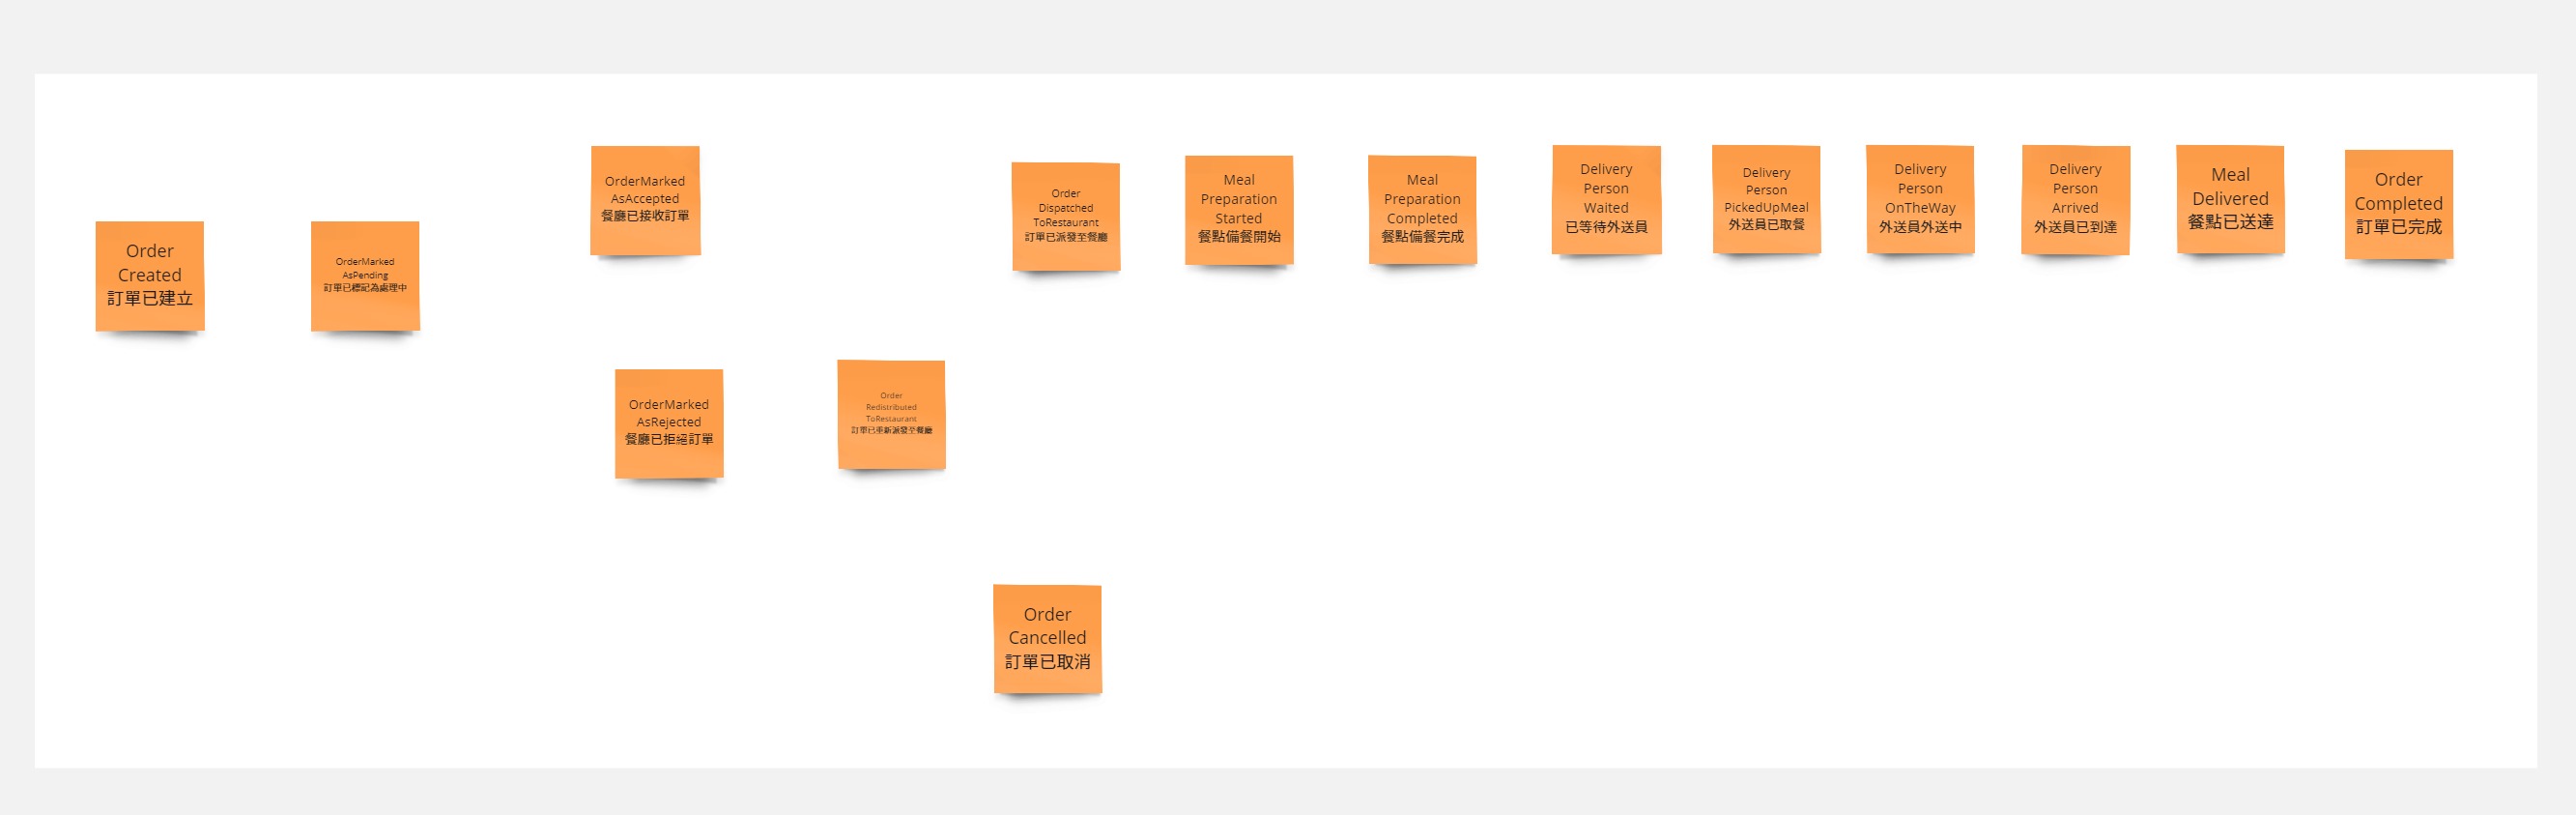 Order
Created
訂單已建立
OrderMarked
AsPending
訂單已標記為處理中
OrderMarked
AsAccepted
餐廳已接收訂單
OrderMarked
AsRejected
餐廳已拒絕訂單
Order
Redistributed
ToRestaurant
訂單已重新派發至餐廳
Order
Dispatched
ToRestaurant
訂單已派發至餐廳
Order
Cancelled
訂單已取消
Meal
Preparation
Started
餐點備餐開始
Meal
Preparation
Completed
餐點備餐完成
Delivery
Person
Waited
已等待外送員
Delivery
Person
PickedUpMeal
外送員已取餐
Delivery
Person
OnTheWay
外送員外送中
Delivery
Person
Arrived
外送員已到達
Meal
Delivered
餐點已送達
Order
Completed
訂單已完成